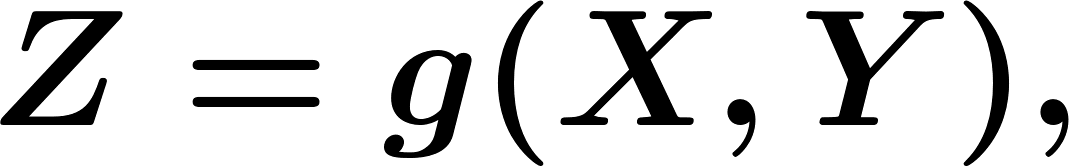 Z = g(X, Y),